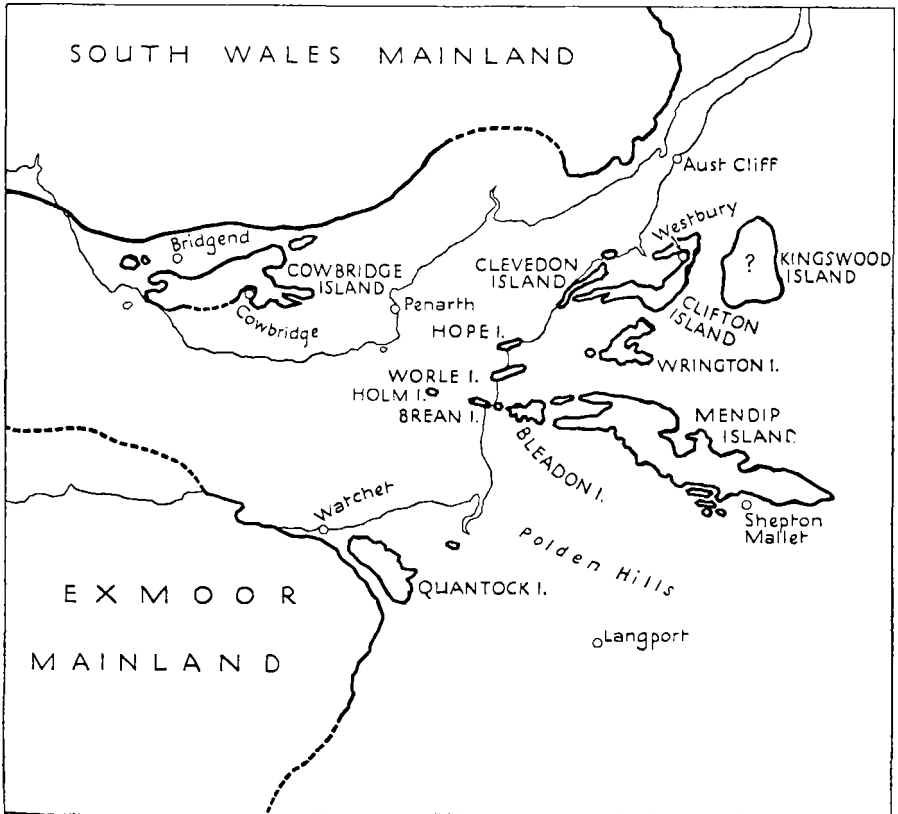 SOUTH WALES MAINLAND
Aust Cliff
Westbury
Bridgend
?
KINGSWOOD
ISLAND
CLEVEDON
ISLAND
COWBRIDGE
ISLAND
Cowbridge
Penarth
CLIFTON
ISLAND
HOPE I.
WRINGTON I.
WORLE I.
HOLM I.
BREAN I.
BLEADON I.
MENDIP
ISLAND
Watchet
Shepton
Mallet
Polden Hills
QUANTOCK I.
EXMOOR
MAINLAND
Langport